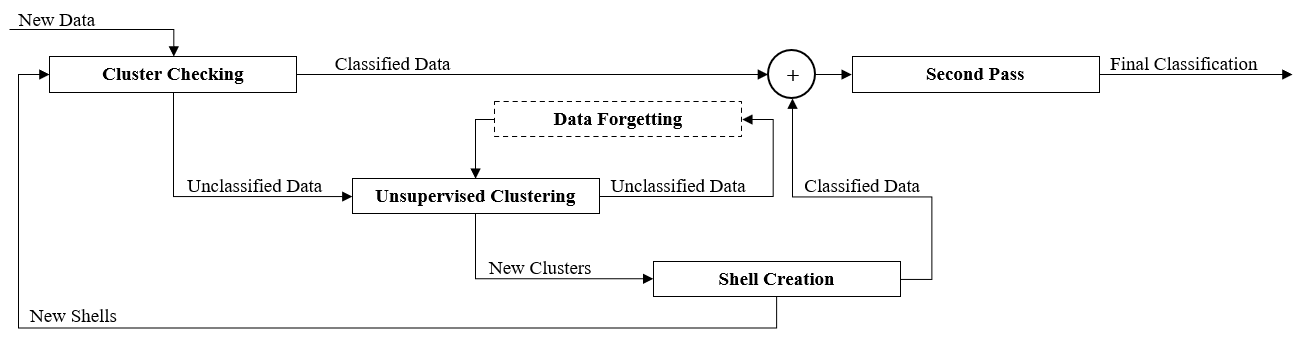 New Data
Cluster Checking
Classified Data
+
Second Pass
Final Classification
Data Forgetting
Unclassified Data
Unsupervised Clustering
Unclassified Data
Classified Data
New Clusters
Shell Creation
New Shells